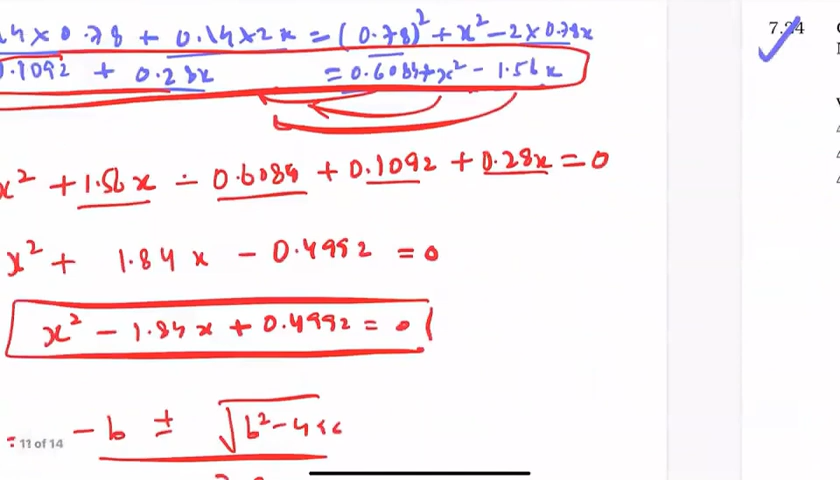 .14 × 0.78 + 0.14 × 2x = (0.78)² + x² - 2 × 0.78x
0.1092 + 0.28x = 0.6084 + x² - 1.56x
x² + 1.56x - 0.6084 + 0.1092 + 0.28x = 0
x² + 1.84x - 0.4992 = 0
x² - 1.84x + 0.4992 = 0
- b ± √b² - 4ac
= 11 of 14
7.24